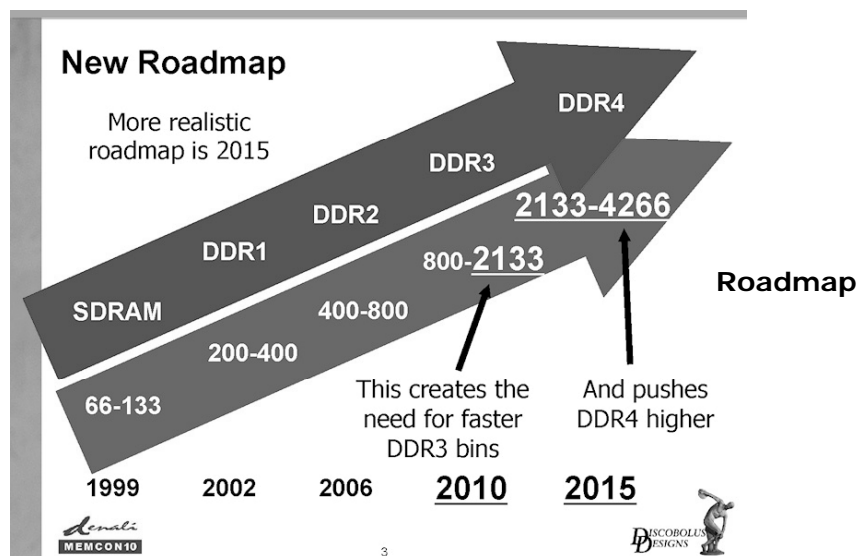 New Roadmap
More realistic
roadmap is 2015
DDR4
DDR3
DDR2
DDR1
SDRAM
2133-4266
800-2133
400-800
200-400
66-133
Roadmap
This creates the
need for faster
DDR3 bins
And pushes
DDR4 higher
1999 2002 2006 2010 2015
denali
MEMCON10
3
DISCOBOLUS
DESIGNS